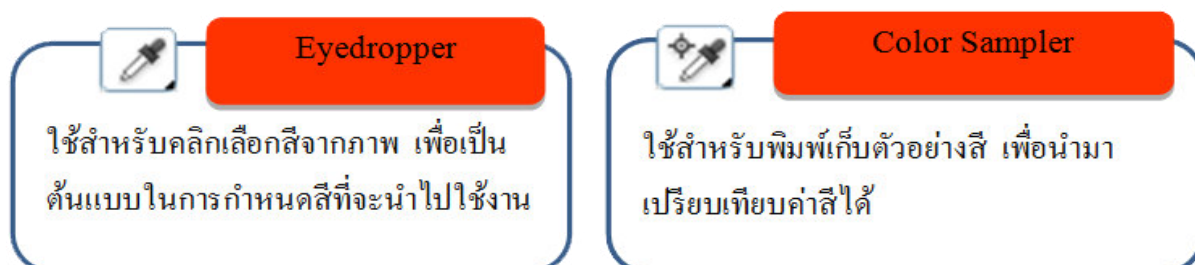 Eyedropper
ใช้สำหรับคลิกเลือกสีจากภาพ เพื่อเป็น
ต้นแบบในการกำหนดสีที่จะนำไปใช้งาน
Color Sampler
ใช้สำหรับพิมพ์เก็บตัวอย่างสี เพื่อนำมา
เปรียบเทียบค่าสีได้